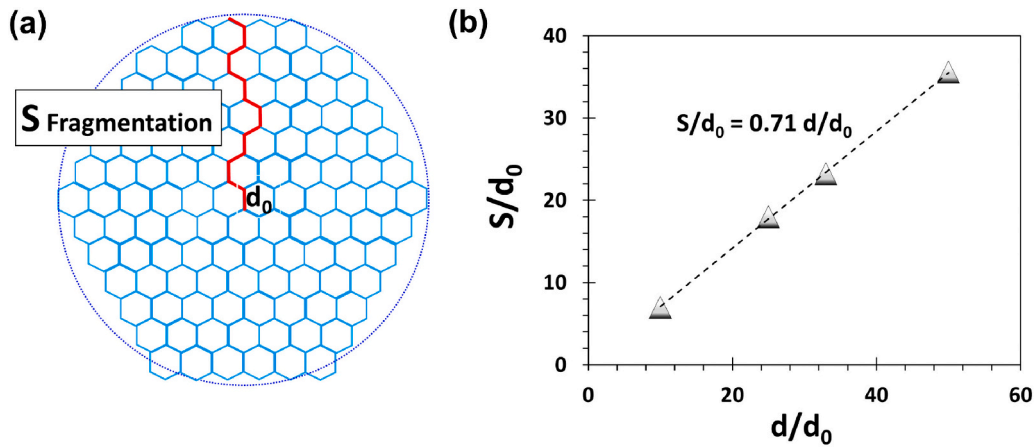 (a)
S Fragmentation
d₀
(b)
40
30
20
10
0
S/d₀
S/d₀ = 0.71 d/d₀
0 20 40 60
d/d₀